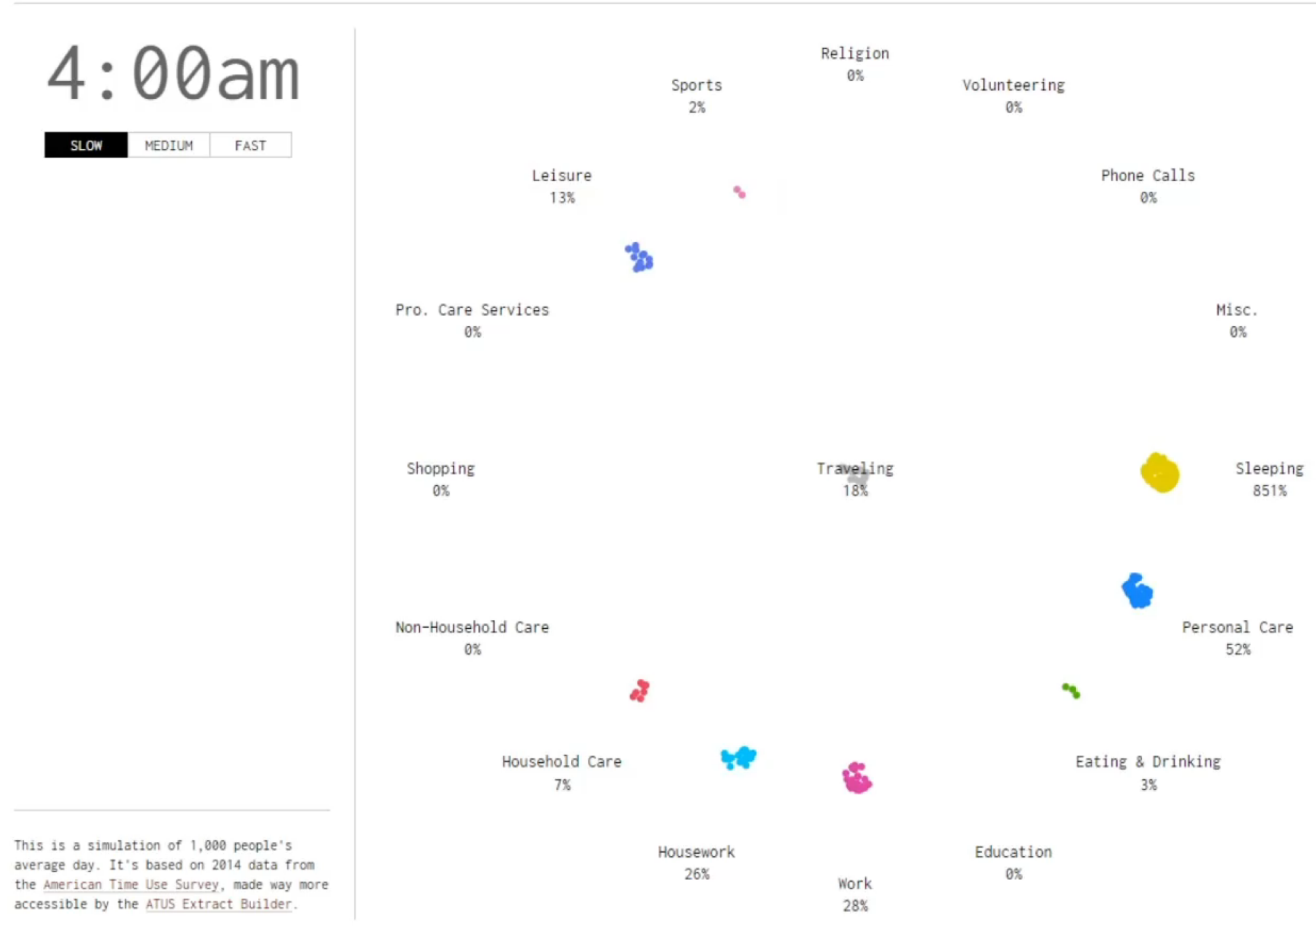 4:00am
SLOW MEDIUM FAST
This is a simulation of 1,000 people's
average day. It's based on 2014 data from
the American Time Use Survey, made way more
accessible by the ATUS Extract Builder.
Religion
0%
Sports
2%
Volunteering
0%
Leisure
13%
Phone Calls
0%
Pro. Care Services
0%
Misc.
0%
Shopping
0%
Traveling
18%
Sleeping
851%
Non-Household Care
0%
Personal Care
52%
Household Care
7%
Eating & Drinking
3%
Housework
26%
Education
0%
Work
28%